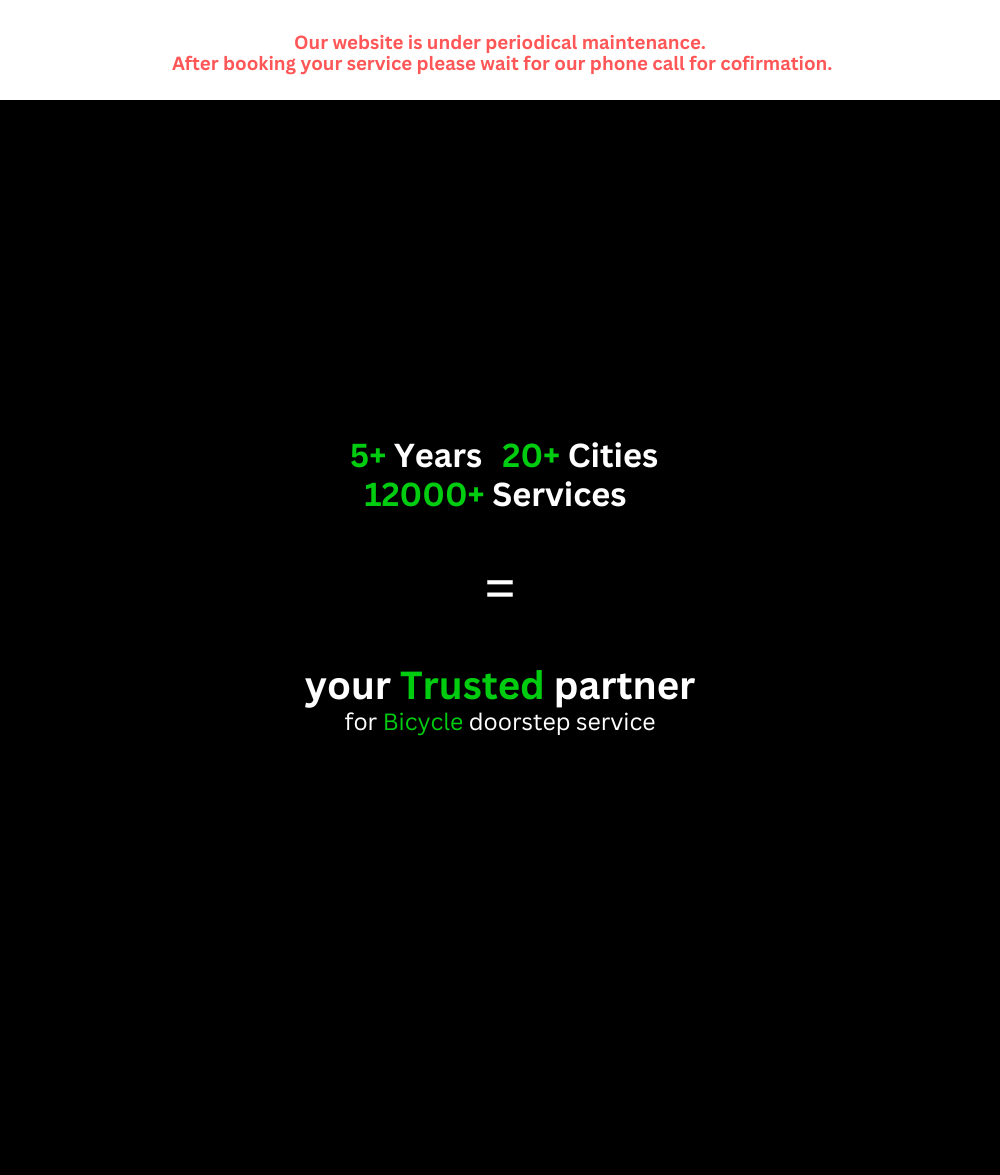 Our website is under periodical maintenance.
After booking your service please wait for our phone call for cofirmation.
5+ Years 20+ Cities
12000+ Services
=
your Trusted partner
for Bicycle doorstep service